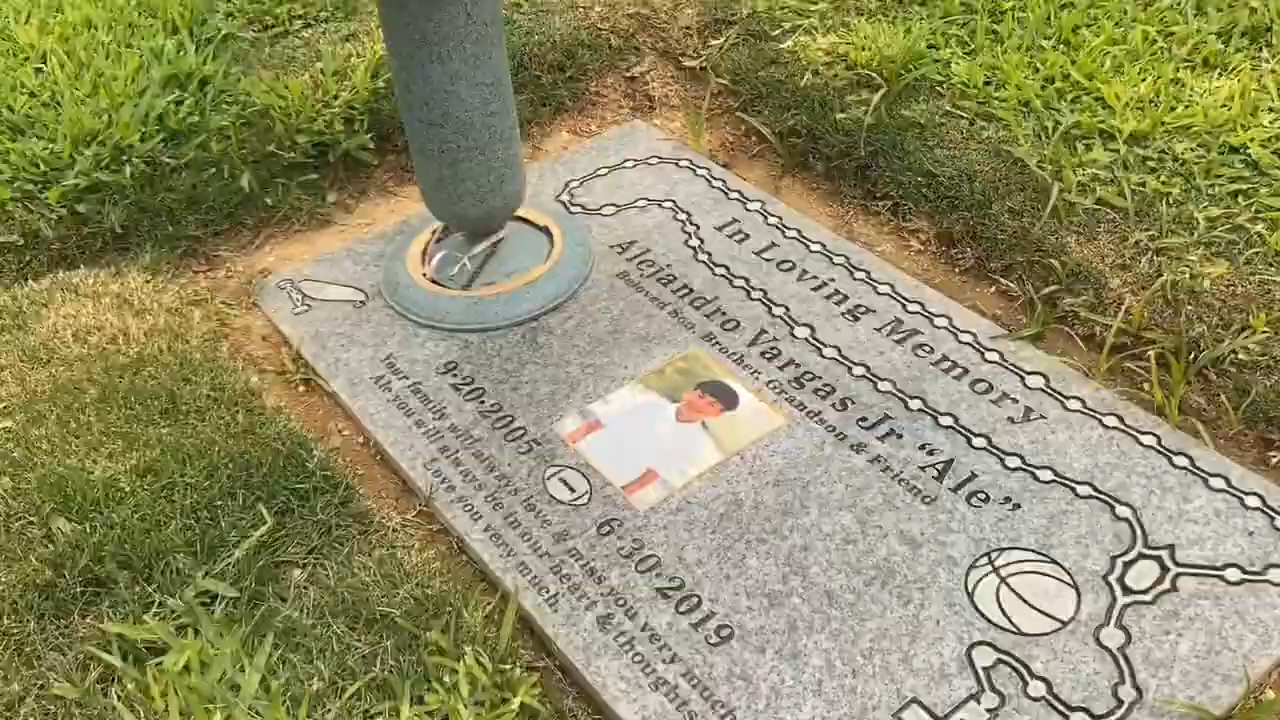 In Loving Memory
Alejandro Vargas Jr “Ale”
Beloved Son, Brother, Grandson & Friend
9·20·2005
6·30·2019
Your family will always love & miss you very much
Ale you will always be in our heart & thoughts
Love you very much.